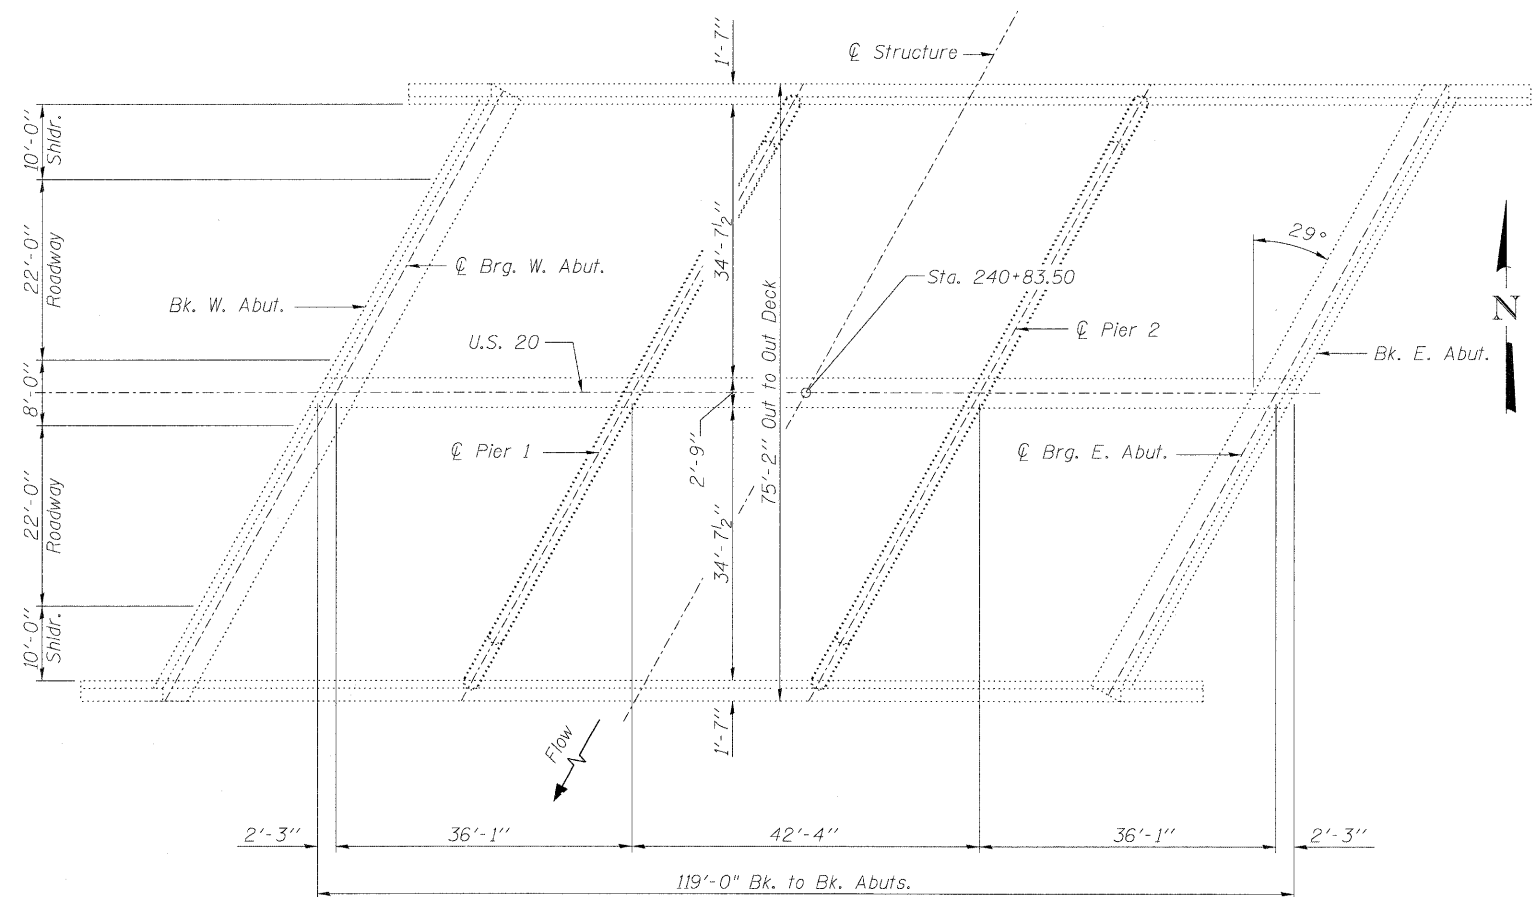 1'-7"
℄ Structure
10'-0"
Shldr.
22'-0"
Roadway
34'-7½"
29°
℄ Brg. W. Abut.
Sta. 240+83.50
Bk. W. Abut.
75'-2" Out to Out Deck
N
U.S. 20
℄ Pier 2
Bk. E. Abut.
8'-0"
℄ Pier 1
2'-9"
℄ Brg. E. Abut.
22'-0"
Roadway
34'-7½"
10'-0"
Shldr.
Flow
1'-7"
2'-3"
36'-1"
42'-4"
36'-1"
2'-3"
119'-0" Bk. to Bk. Abuts.